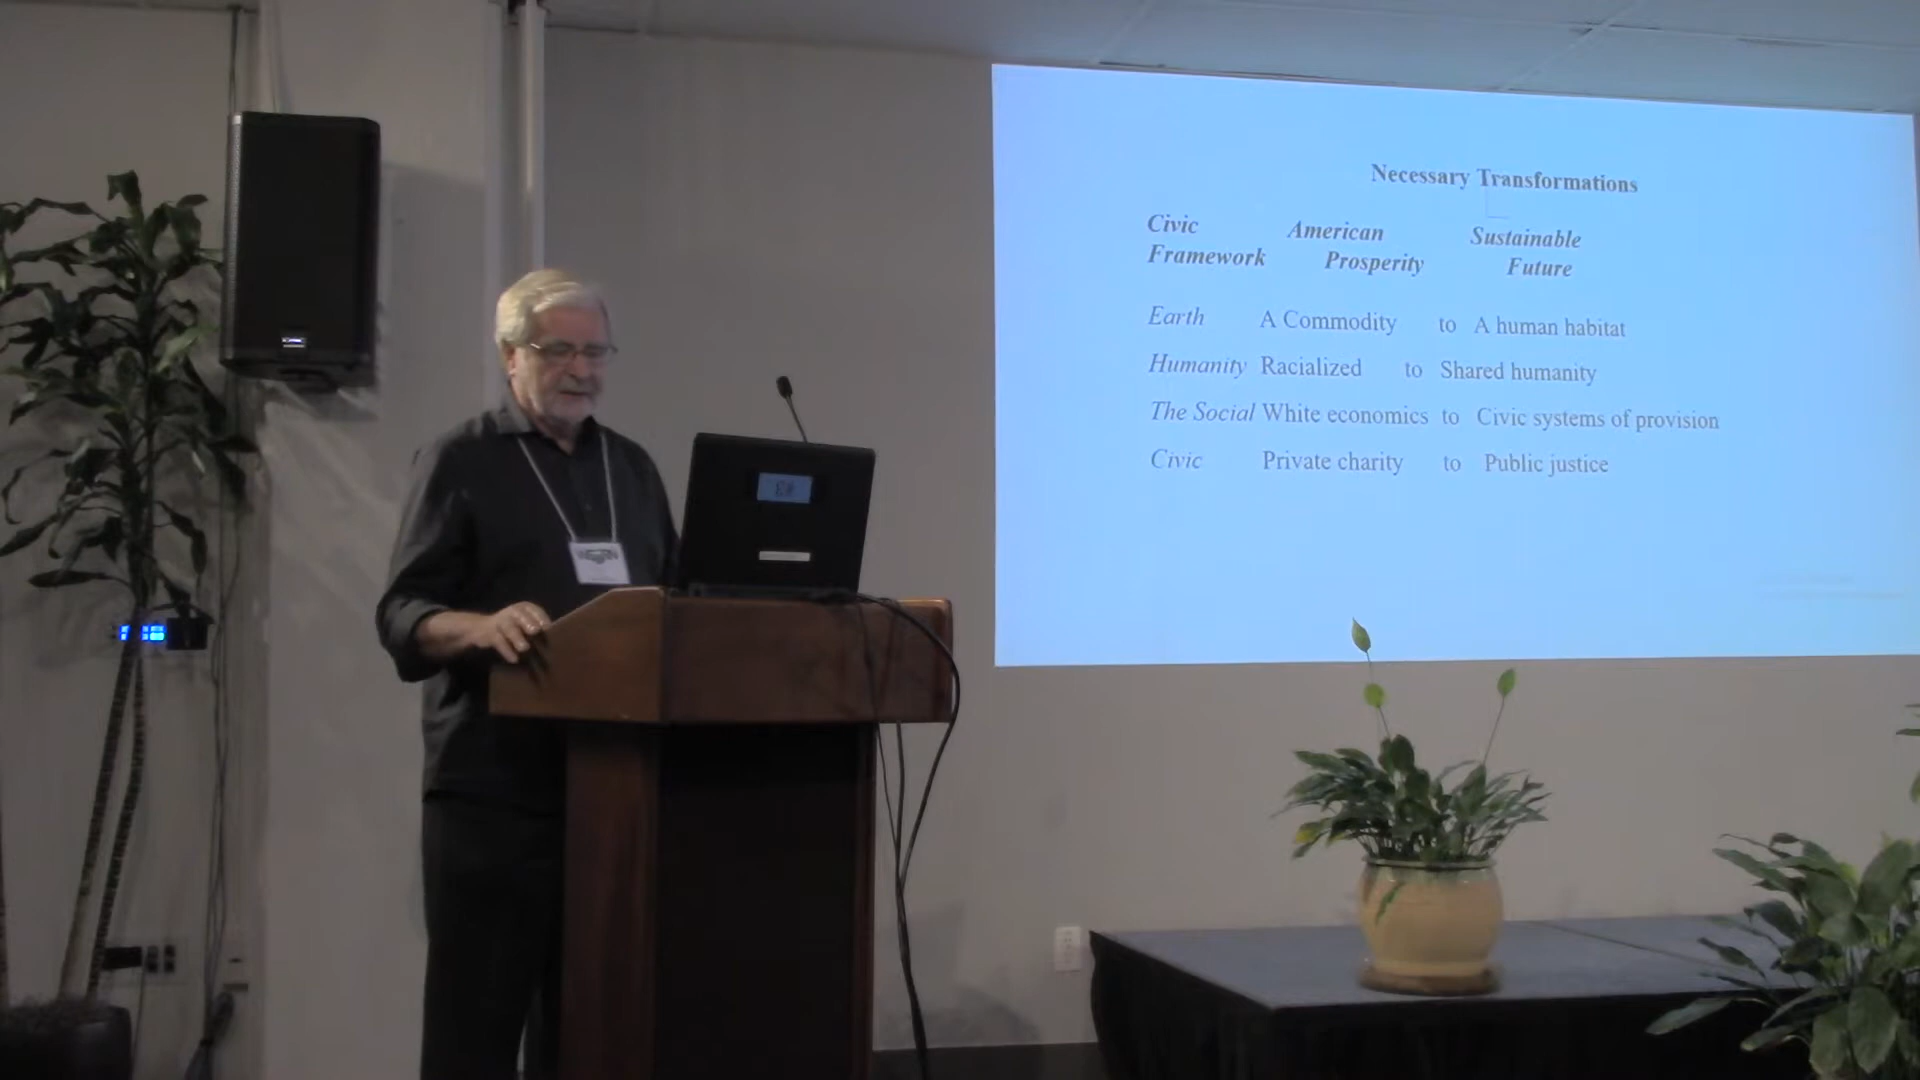 Necessary Transformations
Civic American Sustainable
Framework Prosperity Future
Earth A Commodity to A human habitat
Humanity Racialized to Shared humanity
The Social White economics to Civic systems of provision
Civic Private charity to Public justice